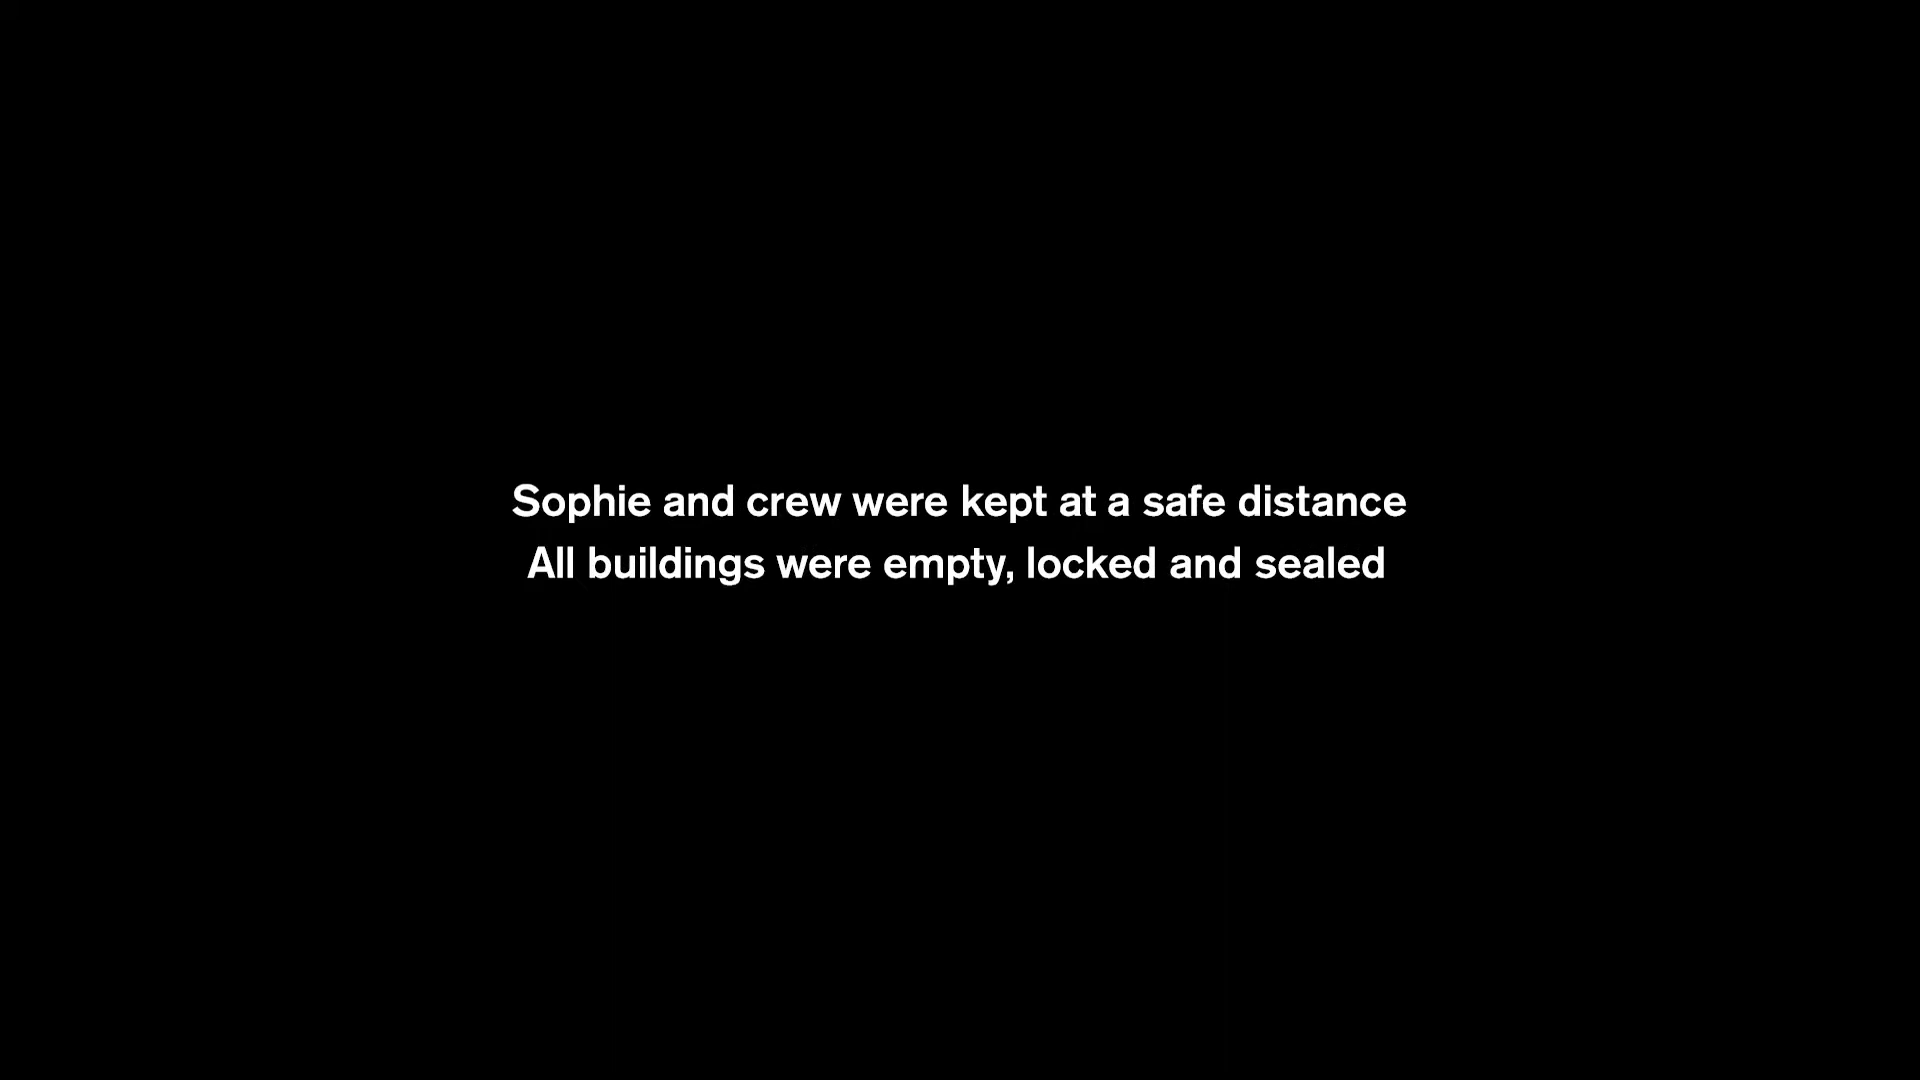 Sophie and crew were kept at a safe distance
All buildings were empty, locked and sealed